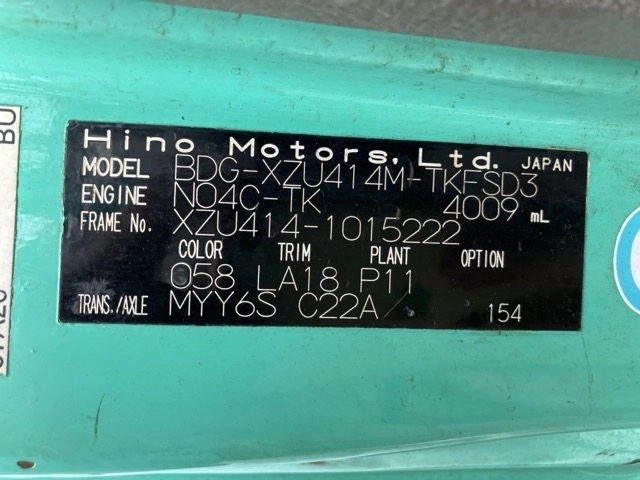 Hino Motors, Ltd. JAPAN
MODEL BDG-XZU414M-TKFSD3
ENGINE N04C-TK 4009 mL
FRAME No. XZU414-1015222
COLOR TRIM PLANT OPTION
058 LA18 P11
TRANS./AXLE MYY6S C22A 154
BU